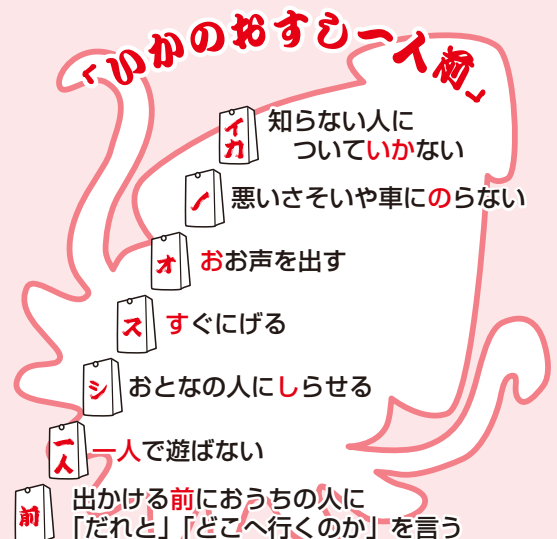 「いかのおすし一人前」
イカ
知らない人に
ついていかない
ノ
悪いさそいや車にのらない
オ
おお声を出す
ス
すぐにげる
シ
おとなの人にしらせる
一人
一人で遊ばない
前
出かける前におうちの人に
「だれと」「どこへ行くのか」を言う